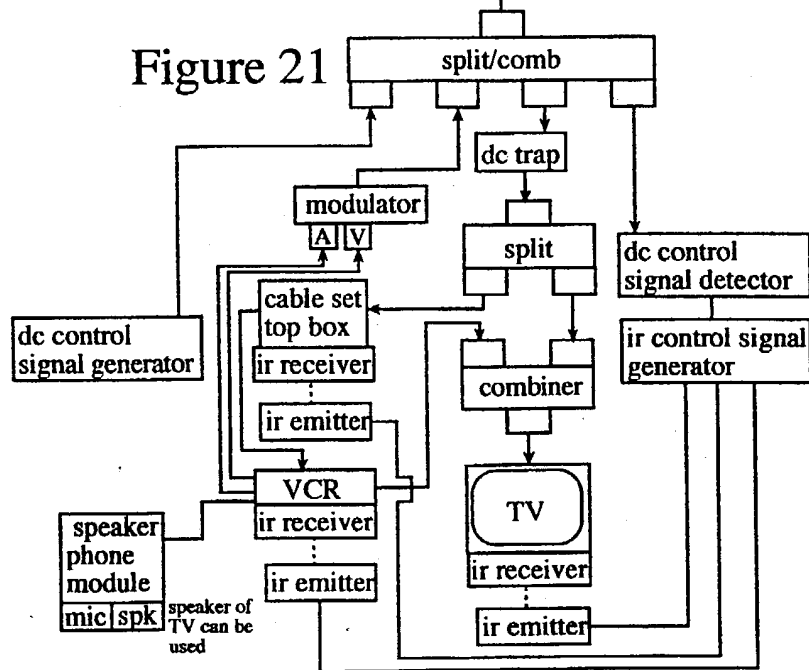 Figure 21
split/comb
dc trap
modulator
A V
split
dc control
signal detector
cable set
top box
ir receiver
dc control
signal generator
ir control signal
generator
combiner
ir emitter
VCR
ir receiver
TV
ir receiver
speaker
phone
module
mic spk
speaker of
TV can be
used
ir emitter
ir emitter